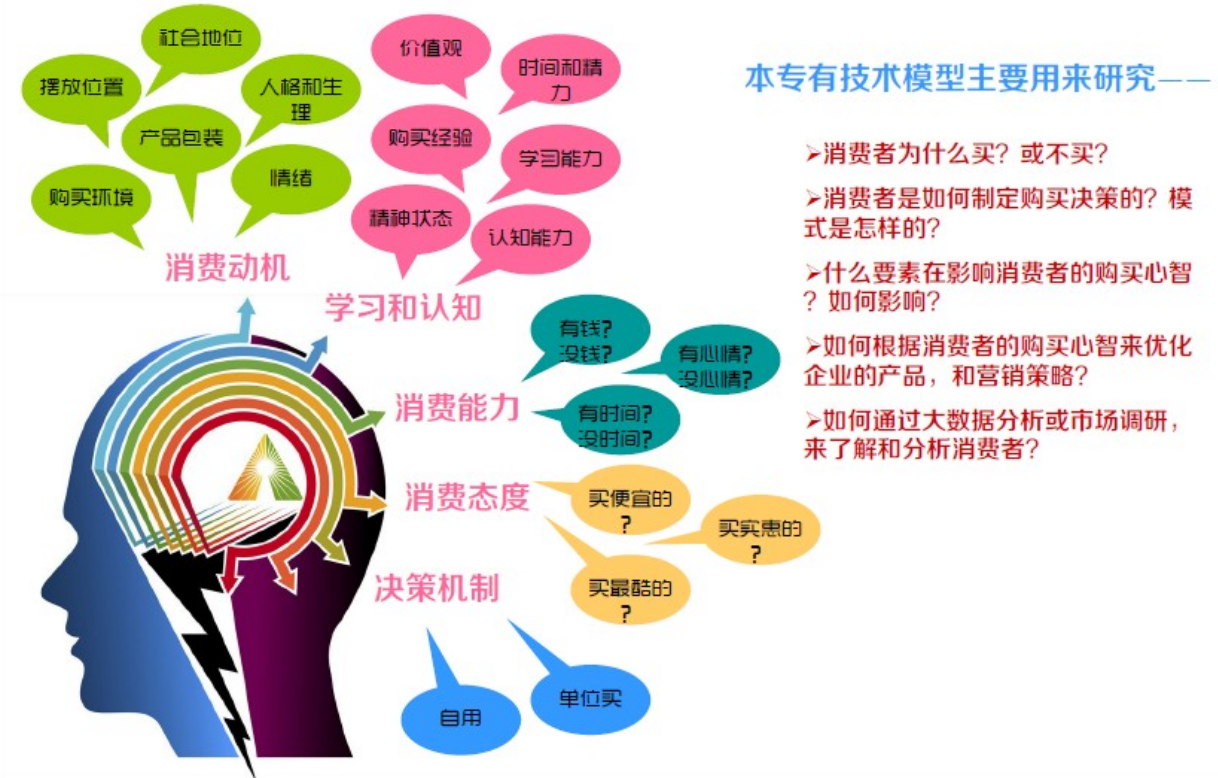 社会地位
摆放位置
人格和生
理
产品包装
情绪
购买环境
消费动机
价值观
时间和精
力
购买经验
学习能力
精神状态
认知能力
学习和认知
有钱?
没钱?
有心情?
没心情?
有时间?
没时间?
消费能力
消费态度
买便宜的
?
买实惠的
?
买最酷的
?
决策机制
自用
单位买
本专有技术模型主要用来研究——
➢消费者为什么买？或不买？
➢消费者是如何制定购买决策的？模
式是怎样的？
➢什么要素在影响消费者的购买心智
？如何影响？
➢如何根据消费者的购买心智来优化
企业的产品，和营销策略？
➢如何通过大数据分析或市场调研，
来了解和分析消费者？